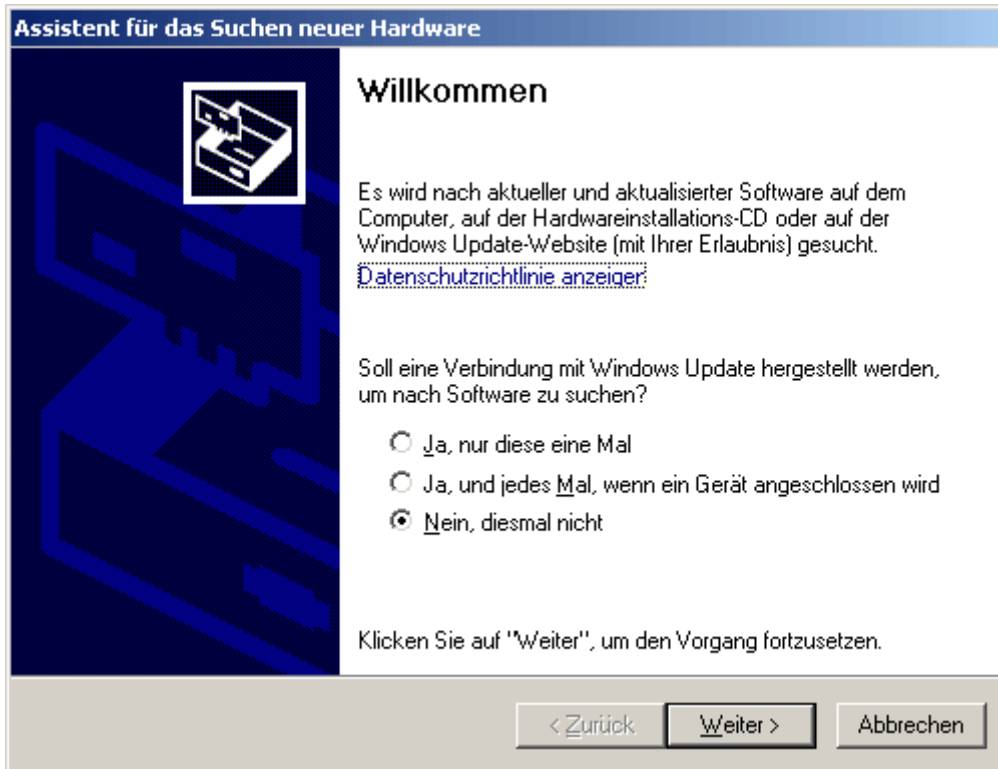 Assistent für das Suchen neuer Hardware
Willkommen
Es wird nach aktueller und aktualisierter Software auf dem
Computer, auf der Hardwareinstallations-CD oder auf der
Windows Update-Website (mit Ihrer Erlaubnis) gesucht.
Datenschutzrichtlinie anzeigen
Soll eine Verbindung mit Windows Update hergestellt werden,
um nach Software zu suchen?
Ja, nur diese eine Mal
Ja, und jedes Mal, wenn ein Gerät angeschlossen wird
Nein, diesmal nicht
Klicken Sie auf "Weiter", um den Vorgang fortzusetzen.
< Zurück
Weiter >
Abbrechen